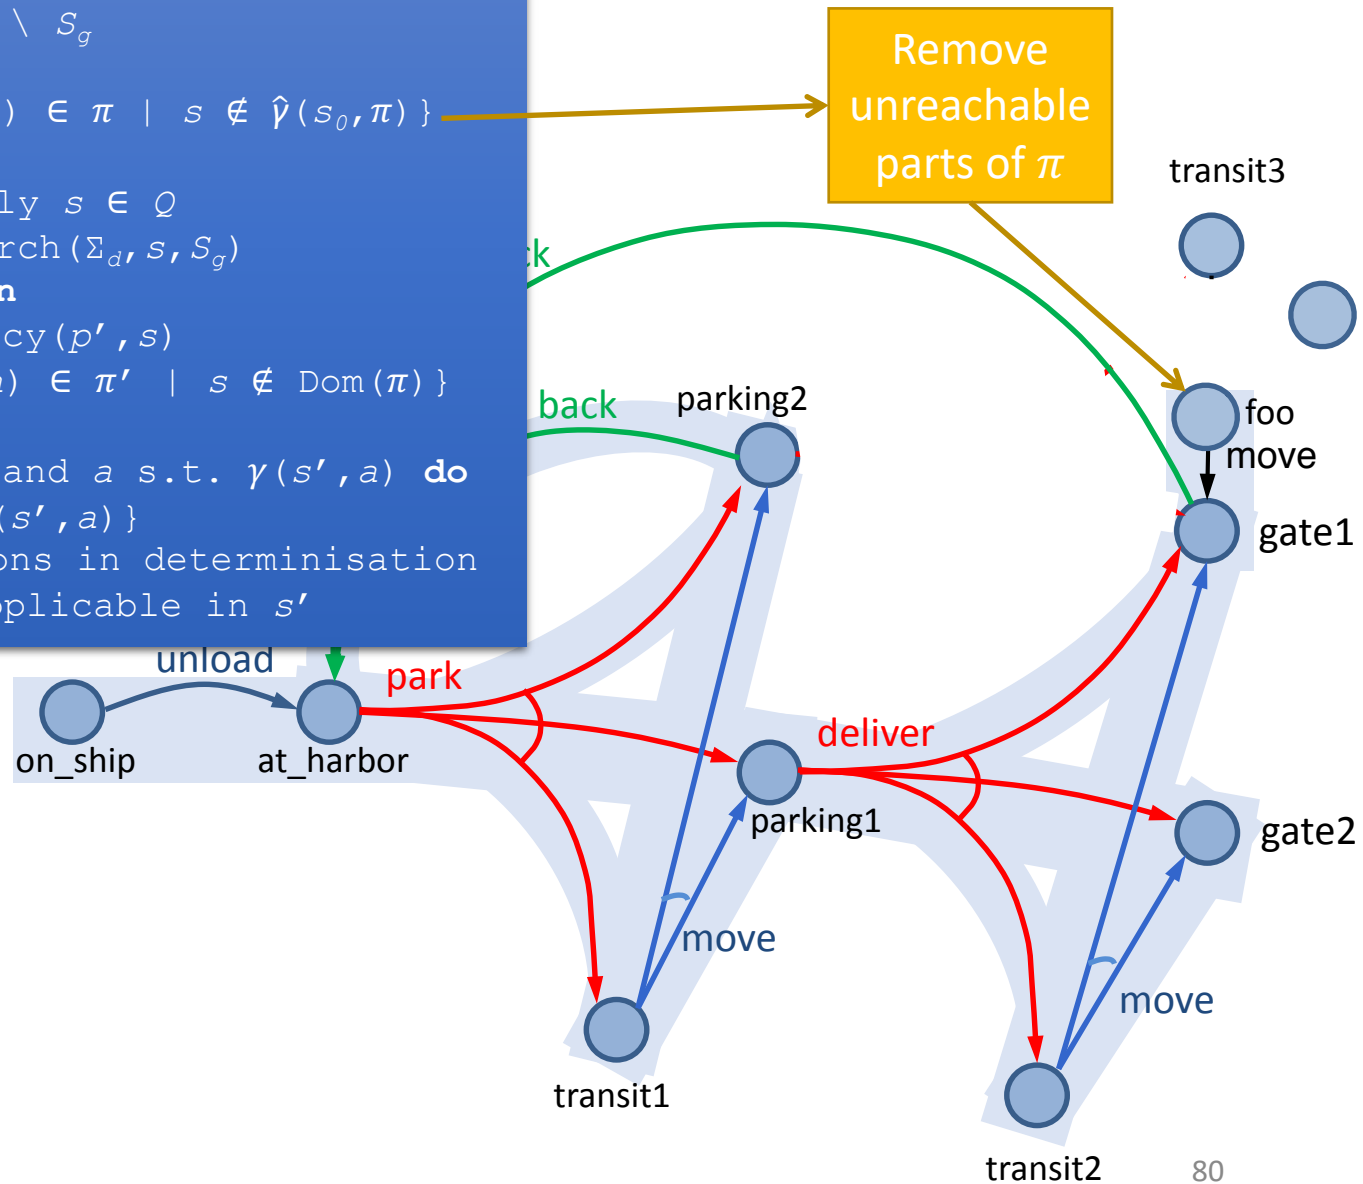 \ S_g
) ∈ π | s ∉ γ̂(s_0,π)}
ly s ∈ Q
rch(Σ_d,s,S_g)
n
cy(p′,s)
) ∈ π′ | s ∉ Dom(π)}
and a s.t. γ(s′,a) do
(s′,a)}
ons in determinisation
plicable in s′
Remove
unreachable
parts of π
transit3
ck
back
parking2
foo
move
gate1
unload
park
on_ship
at_harbor
deliver
parking1
gate2
move
move
transit1
transit2
80